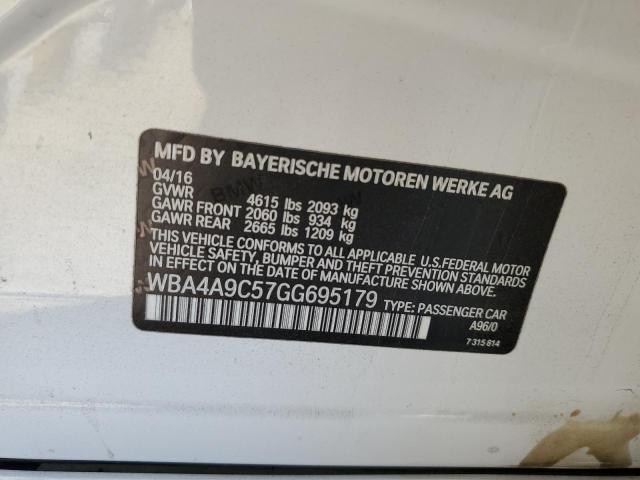 MFD BY BAYERISCHE MOTOREN WERKE AG
04/16
GVWR 4615 lbs 2093 kg
GAWR FRONT 2060 lbs 934 kg
GAWR REAR 2665 lbs 1209 kg
THIS VEHICLE CONFORMS TO ALL APPLICABLE U.S.FEDERAL MOTOR
VEHICLE SAFETY, BUMPER, AND THEFT PREVENTION STANDARDS
IN EFFECT ON THE DATE OF MANUFACTURE SHOWN ABOVE.
WBA4A9C57GG695179 TYPE: PASSENGER CAR
A96/0
7 315 814
BMW